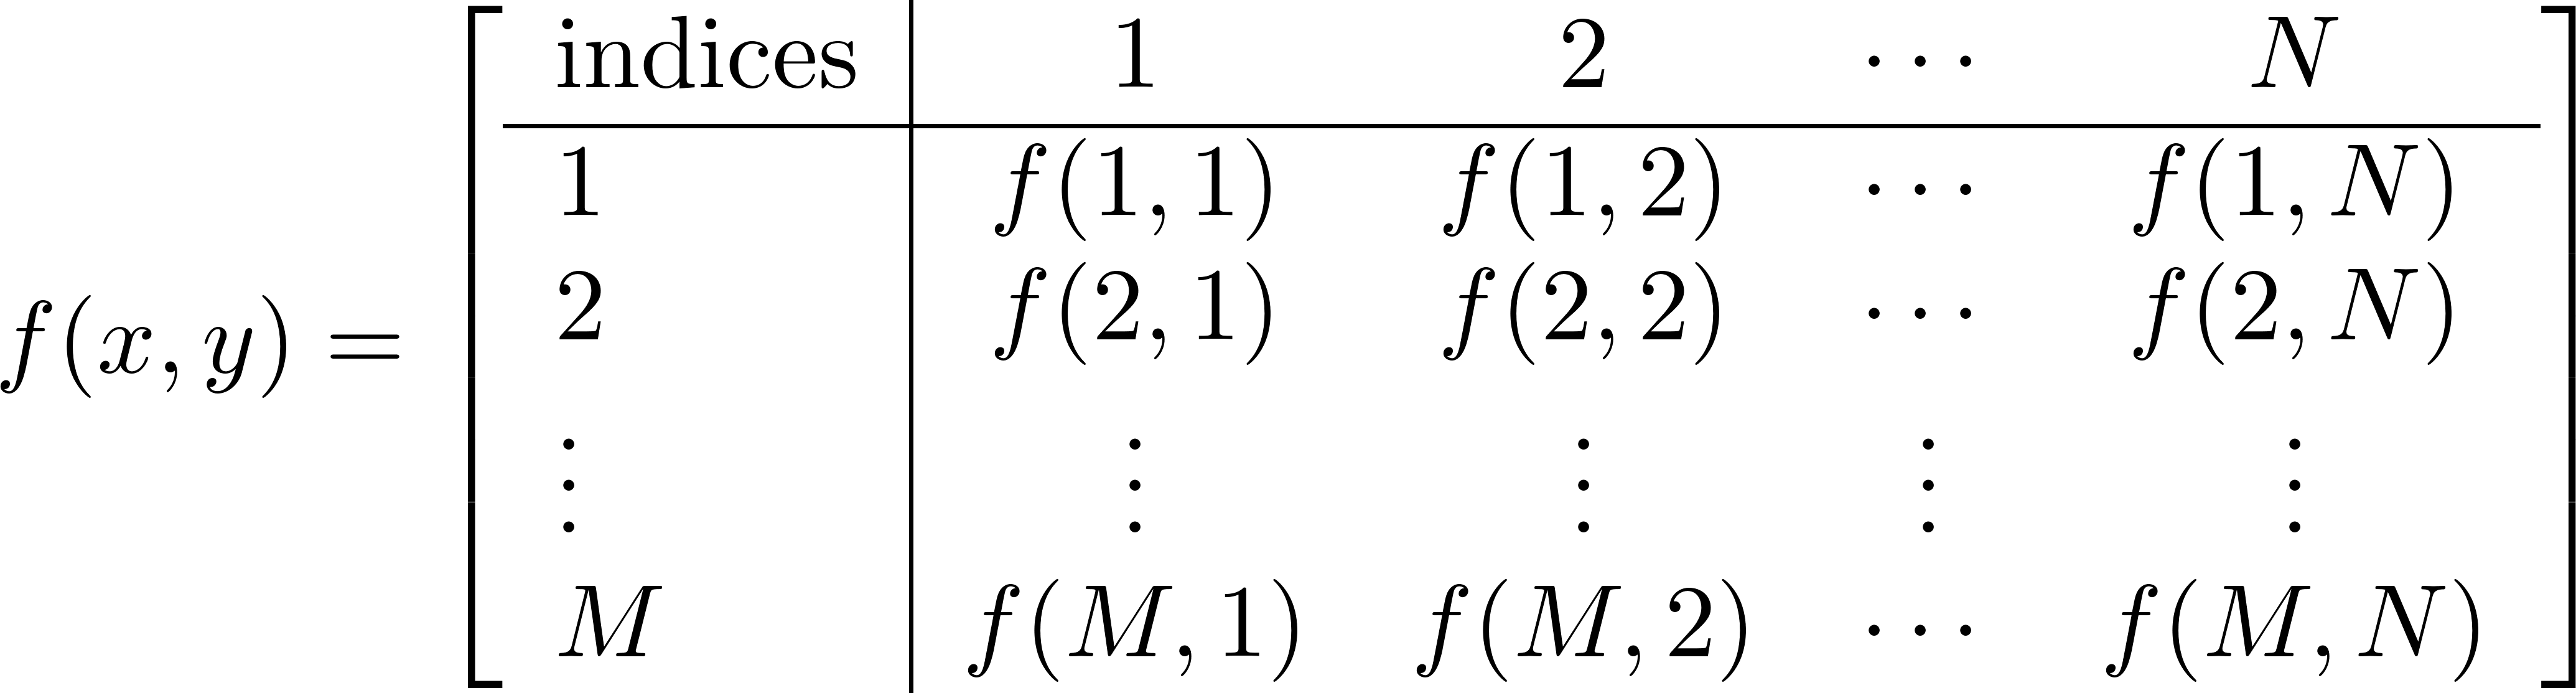 indices 1 2 ⋯ N
1 f(1, 1) f(1, 2) ⋯ f(1, N)
2 f(2, 1) f(2, 2) ⋯ f(2, N)
f(x, y) =
⋮ ⋮ ⋮ ⋮ ⋮
M f(M, 1) f(M, 2) ⋯ f(M, N)